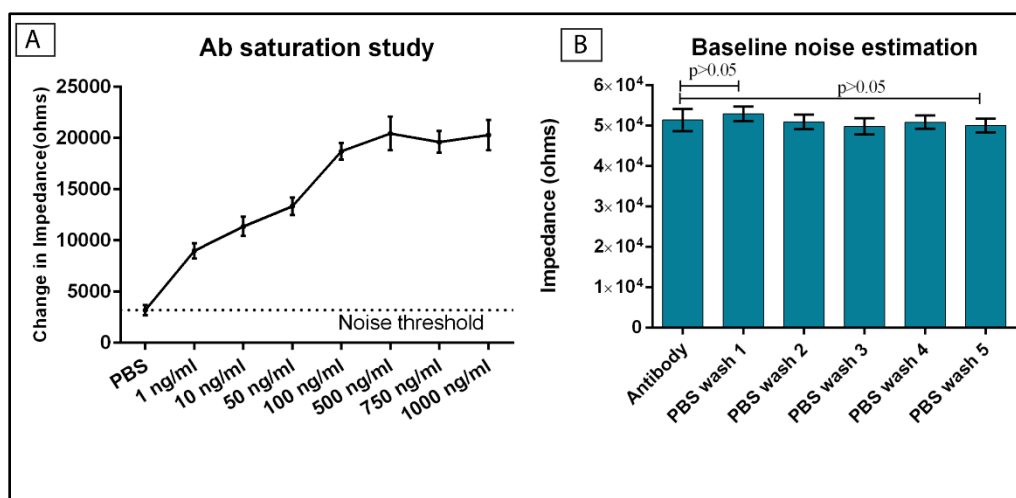 A
Ab saturation study
Change in Impedance(ohms)
25000
20000
15000
10000
5000
0
Noise threshold
PBS
1 ng/ml
10 ng/ml
50 ng/ml
100 ng/ml
500 ng/ml
750 ng/ml
1000 ng/ml
B
Baseline noise estimation
Impedance (ohms)
6×10⁴
5×10⁴
4×10⁴
3×10⁴
2×10⁴
1×10⁴
0
p>0.05
p>0.05
Antibody
PBS wash 1
PBS wash 2
PBS wash 3
PBS wash 4
PBS wash 5